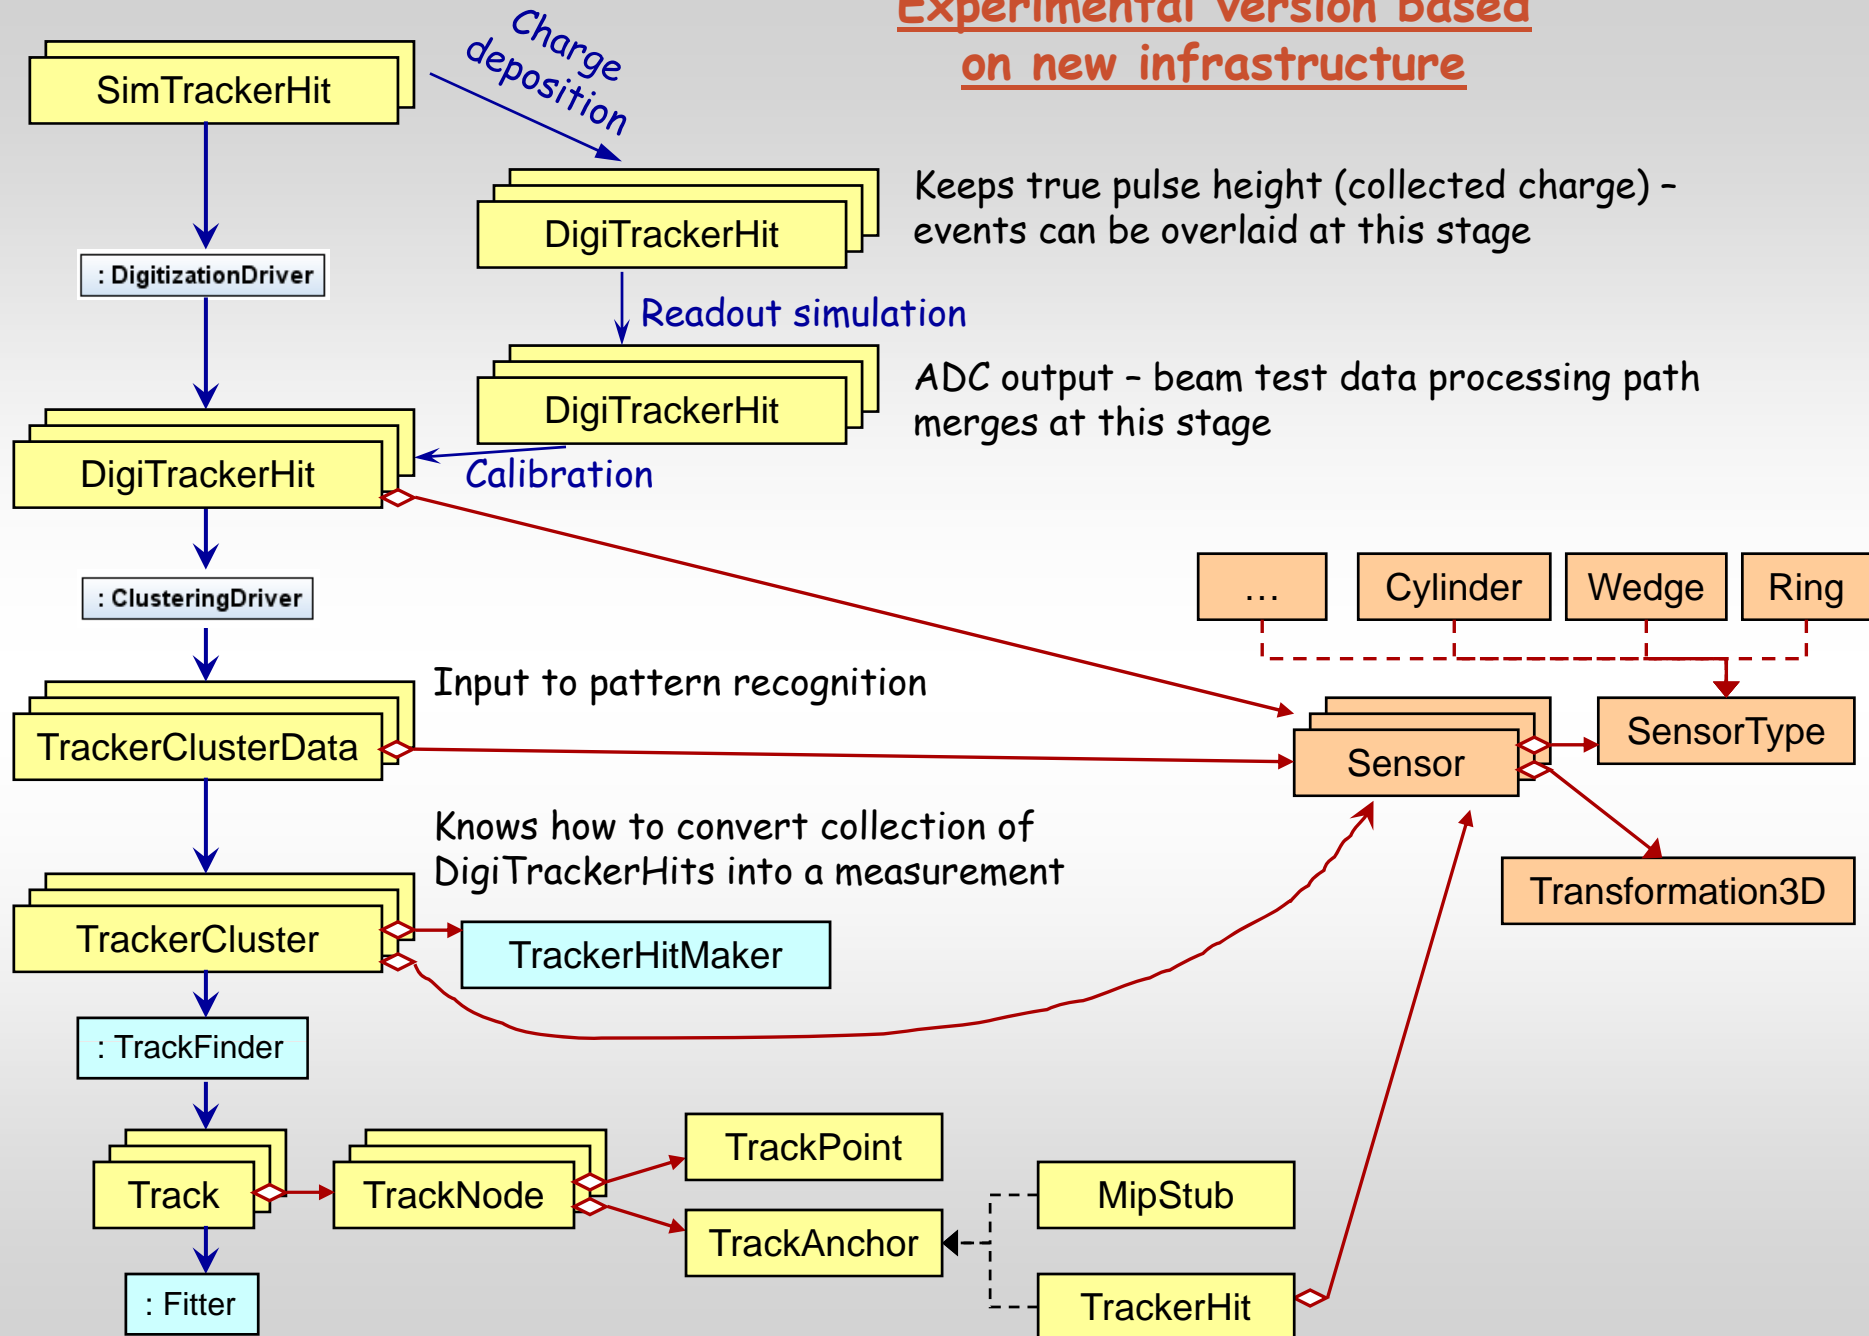 Experimental version based
on new infrastructure
Charge
deposition
SimTrackerHit
DigiTrackerHit
Keeps true pulse height (collected charge) –
events can be overlaid at this stage
: DigitizationDriver
Readout simulation
DigiTrackerHit
ADC output – beam test data processing path
merges at this stage
DigiTrackerHit
Calibration
: ClusteringDriver
...
Cylinder
Wedge
Ring
Input to pattern recognition
TrackerClusterData
Sensor
SensorType
Knows how to convert collection of
DigiTrackerHits into a measurement
Transformation3D
TrackerCluster
TrackerHitMaker
: TrackFinder
TrackPoint
Track
TrackNode
MipStub
TrackAnchor
: Fitter
TrackerHit